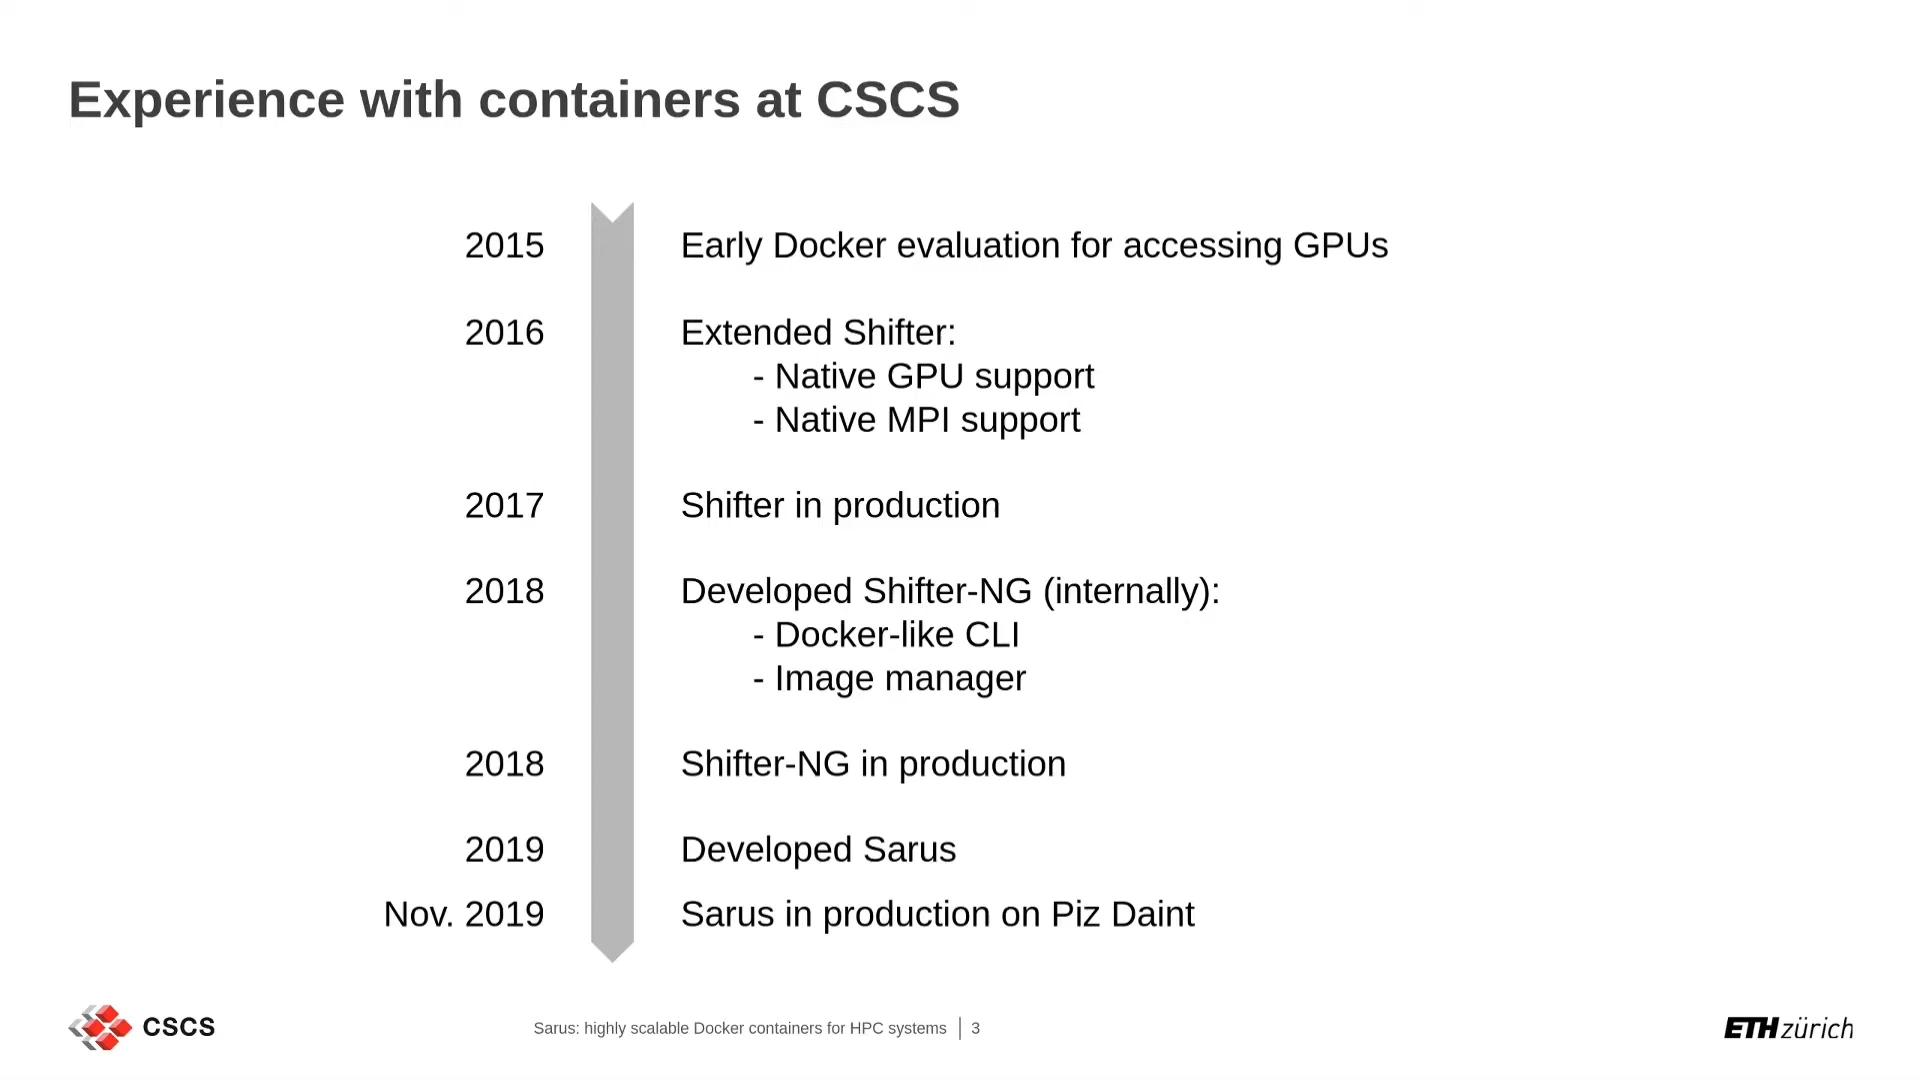 Experience with containers at CSCS
2015 Early Docker evaluation for accessing GPUs
2016 Extended Shifter:
- Native GPU support
- Native MPI support
2017 Shifter in production
2018 Developed Shifter-NG (internally):
- Docker-like CLI
- Image manager
2018 Shifter-NG in production
2019 Developed Sarus
Nov. 2019 Sarus in production on Piz Daint
CSCS
Sarus: highly scalable Docker containers for HPC systems | 3
ETH zürich